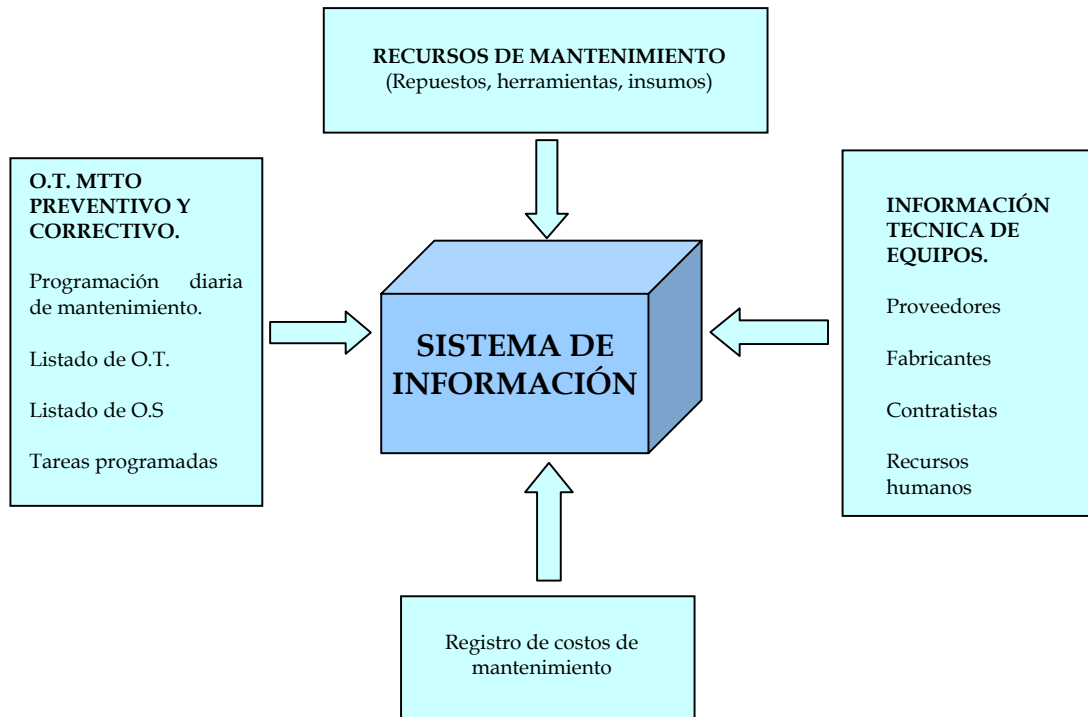 RECURSOS DE MANTENIMIENTO
(Repuestos, herramientas, insumos)
O.T. MTTO
PREVENTIVO Y
CORRECTIVO.
Programación diaria
de mantenimiento.
Listado de O.T.
Listado de O.S
Tareas programadas
SISTEMA DE
INFORMACIÓN
INFORMACIÓN
TECNICA DE
EQUIPOS.
Proveedores
Fabricantes
Contratistas
Recursos
humanos
Registro de costos de
mantenimiento